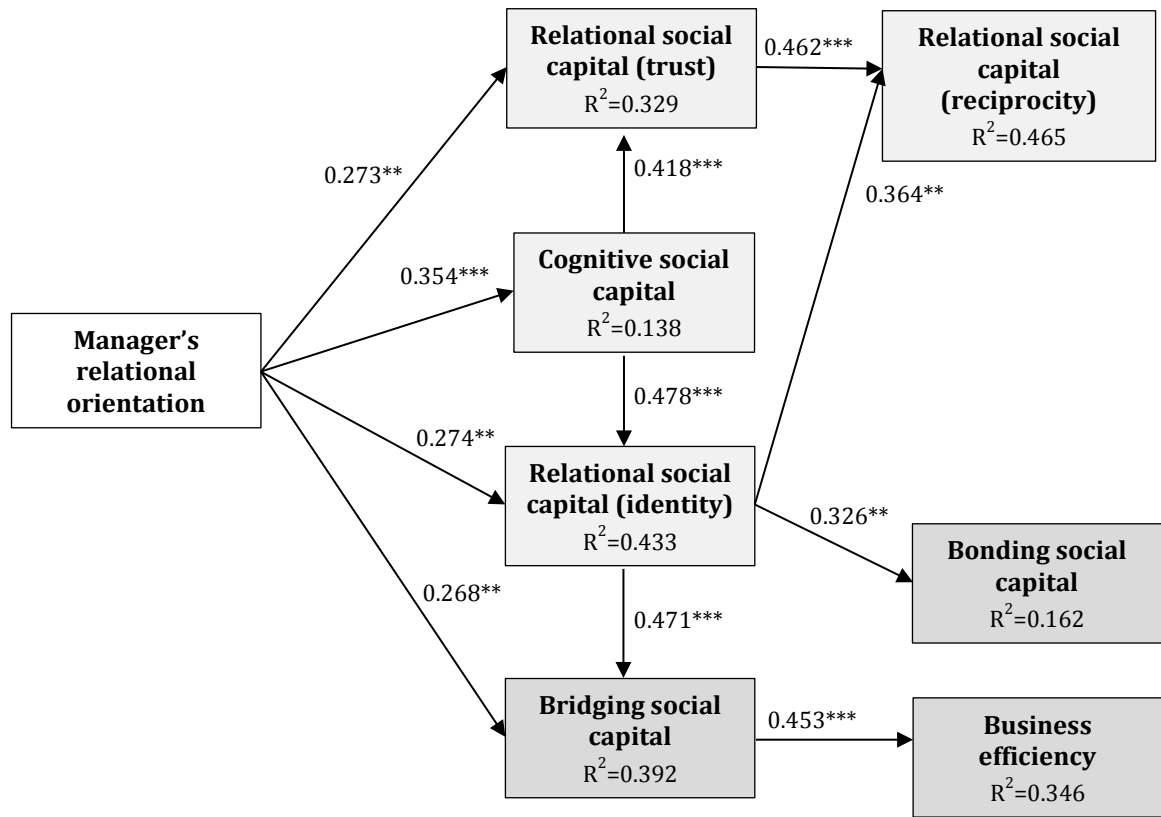 Relational social
capital (trust)
R²=0.329
0.462***
Relational social
capital
(reciprocity)
R²=0.465
0.273**
0.418***
0.364**
0.354***
Cognitive social
capital
R²=0.138
Manager’s
relational
orientation
0.478***
0.274**
Relational social
capital (identity)
R²=0.433
0.326**
Bonding social
capital
R²=0.162
0.268**
0.471***
Bridging social
capital
R²=0.392
0.453***
Business
efficiency
R²=0.346